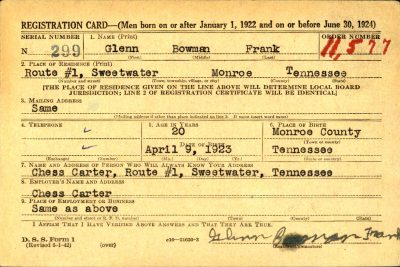 REGISTRATION CARD—(Men born on or after January 1, 1922 and on or before June 30, 1924)
SERIAL NUMBER 1. NAME (Print) ORDER NUMBER
N 299 Glenn Bowman Frank 11,577
(First) (Middle) (Last)
2. PLACE OF RESIDENCE (Print)
Route #1, Sweetwater Monroe Tennessee
(Number and street) (Town, township, village, or city) (County) (State)
[THE PLACE OF RESIDENCE GIVEN ON THE LINE ABOVE WILL DETERMINE LOCAL BOARD
JURISDICTION; LINE 2 OF REGISTRATION CERTIFICATE WILL BE IDENTICAL]
3. MAILING ADDRESS
Same
[Mailing address if other than place indicated on line 2. If same insert word same]
4. TELEPHONE 5. AGE IN YEARS 6. PLACE OF BIRTH
20 Monroe County
DATE OF BIRTH (Town or county)
April 9, 1923 Tennessee
(Exchange) (Number) (Mo.) (Day) (Yr.) (State or country)
7. NAME AND ADDRESS OF PERSON WHO WILL ALWAYS KNOW YOUR ADDRESS
Chess Carter, Route #1, Sweetwater, Tennessee
8. EMPLOYER'S NAME AND ADDRESS
Chess Carter
9. PLACE OF EMPLOYMENT OR BUSINESS
Same as above
(Number and street or R. F. D. number) (Town) (County) (State)
I AFFIRM THAT I HAVE VERIFIED ABOVE ANSWERS AND THAT THEY ARE TRUE.
D. S. S. Form 1
(Revised 6-1-42) (over) c16—21630-2 Glenn Bowman Frank